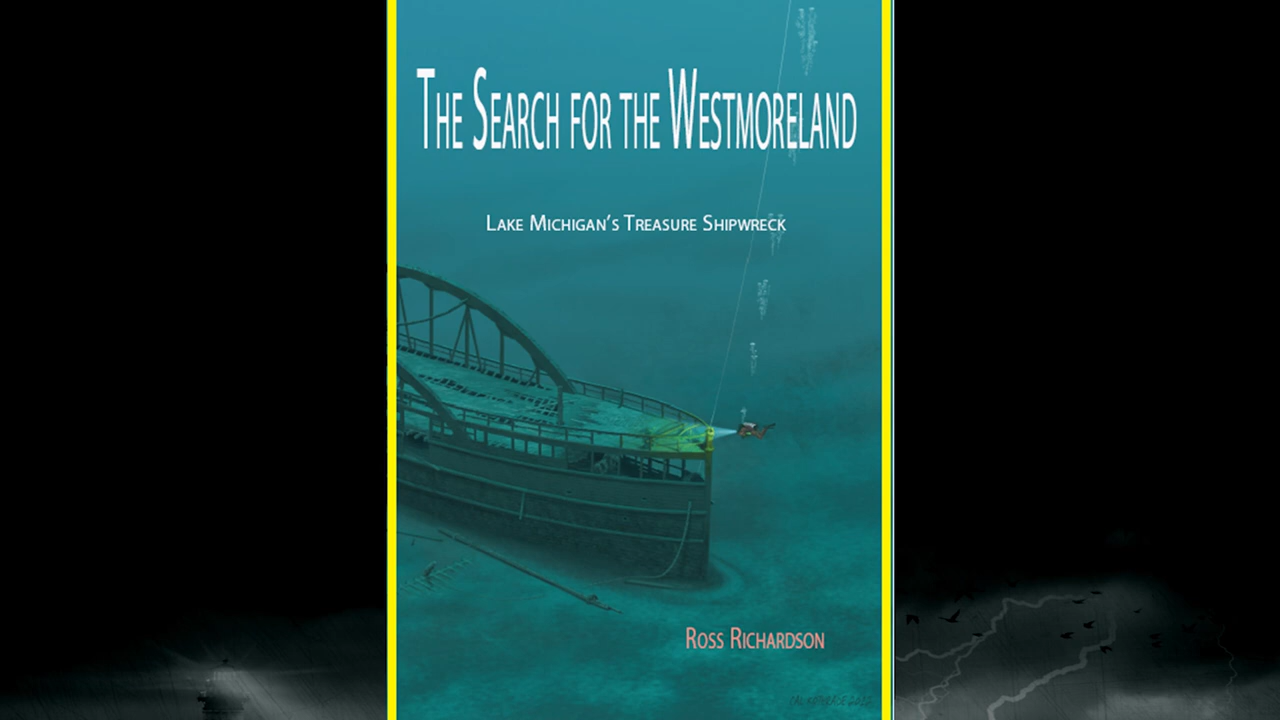 The Search for the Westmoreland
Lake Michigan's Treasure Shipwreck
Ross Richardson